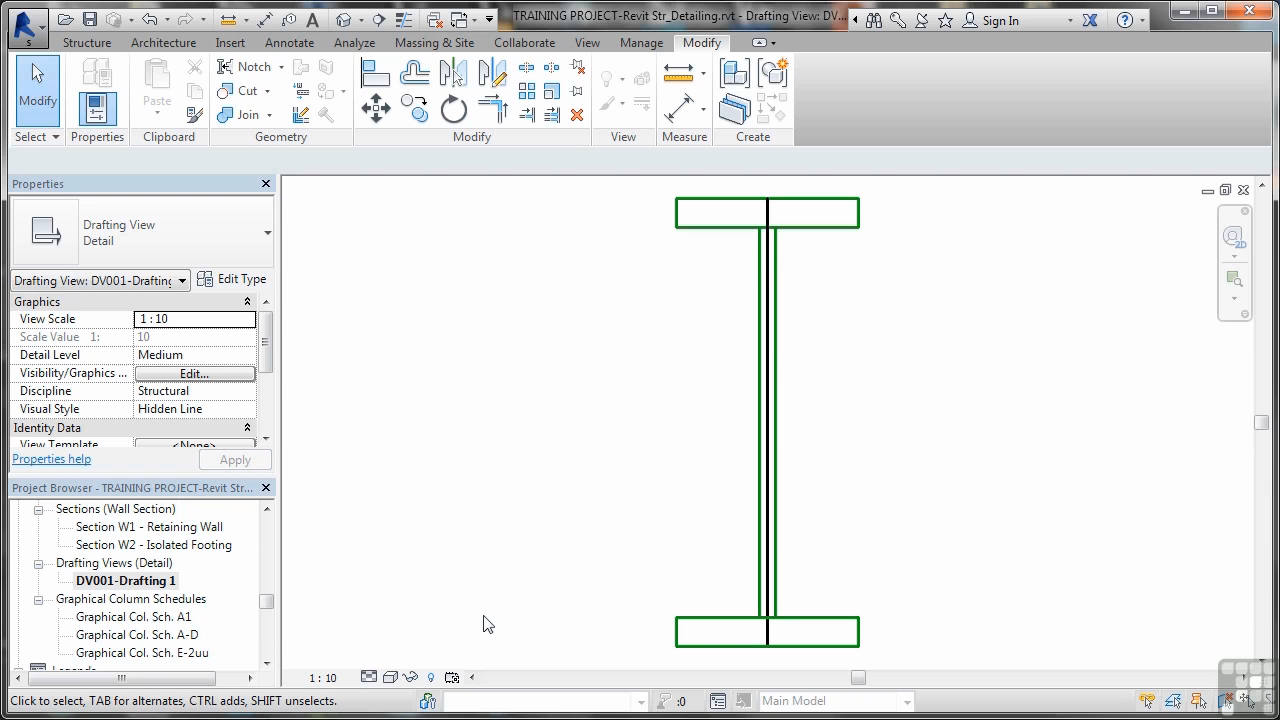 TRAINING PROJECT-Revit Str_Detailing.rvt - Drafting View: DV...
Sign In
S
Structure Architecture Insert Annotate Analyze Massing & Site Collaborate View Manage Modify
Modify
Paste
Notch
Cut
Join
Select Properties Clipboard Geometry Modify View Measure Create
Properties
Drafting View
Detail
Drafting View: DV001-Drafting
Edit Type
Graphics
View Scale 1 : 10
Scale Value 1: 10
Detail Level Medium
Visibility/Graphics ... Edit...
Discipline Structural
Visual Style Hidden Line
Identity Data
View Template <None>
Properties help
Apply
Project Browser - TRAINING PROJECT-Revit Str...
Sections (Wall Section)
Section W1 - Retaining Wall
Section W2 - Isolated Footing
Drafting Views (Detail)
DV001-Drafting 1
Graphical Column Schedules
Graphical Col. Sch. A1
Graphical Col. Sch. A-D
Graphical Col. Sch. E-2uu
Legends
2D
1 : 10
Click to select, TAB for alternates, CTRL adds, SHIFT unselects.
:0
Main Model